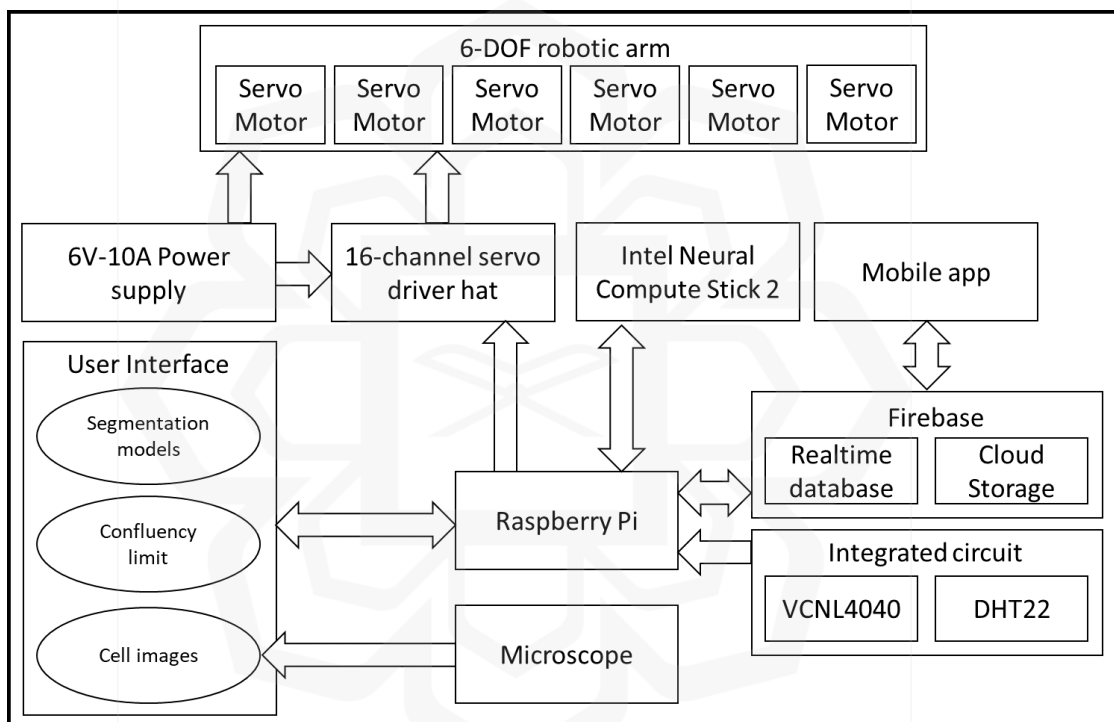 6-DOF robotic arm
Servo
Motor
Servo
Motor
Servo
Motor
Servo
Motor
Servo
Motor
Servo
Motor
6V-10A Power
supply
16-channel servo
driver hat
Intel Neural
Compute Stick 2
Mobile app
User Interface
Segmentation
models
Confluency
limit
Cell images
Raspberry Pi
Microscope
Firebase
Realtime
database
Cloud
Storage
Integrated circuit
VCNL4040
DHT22